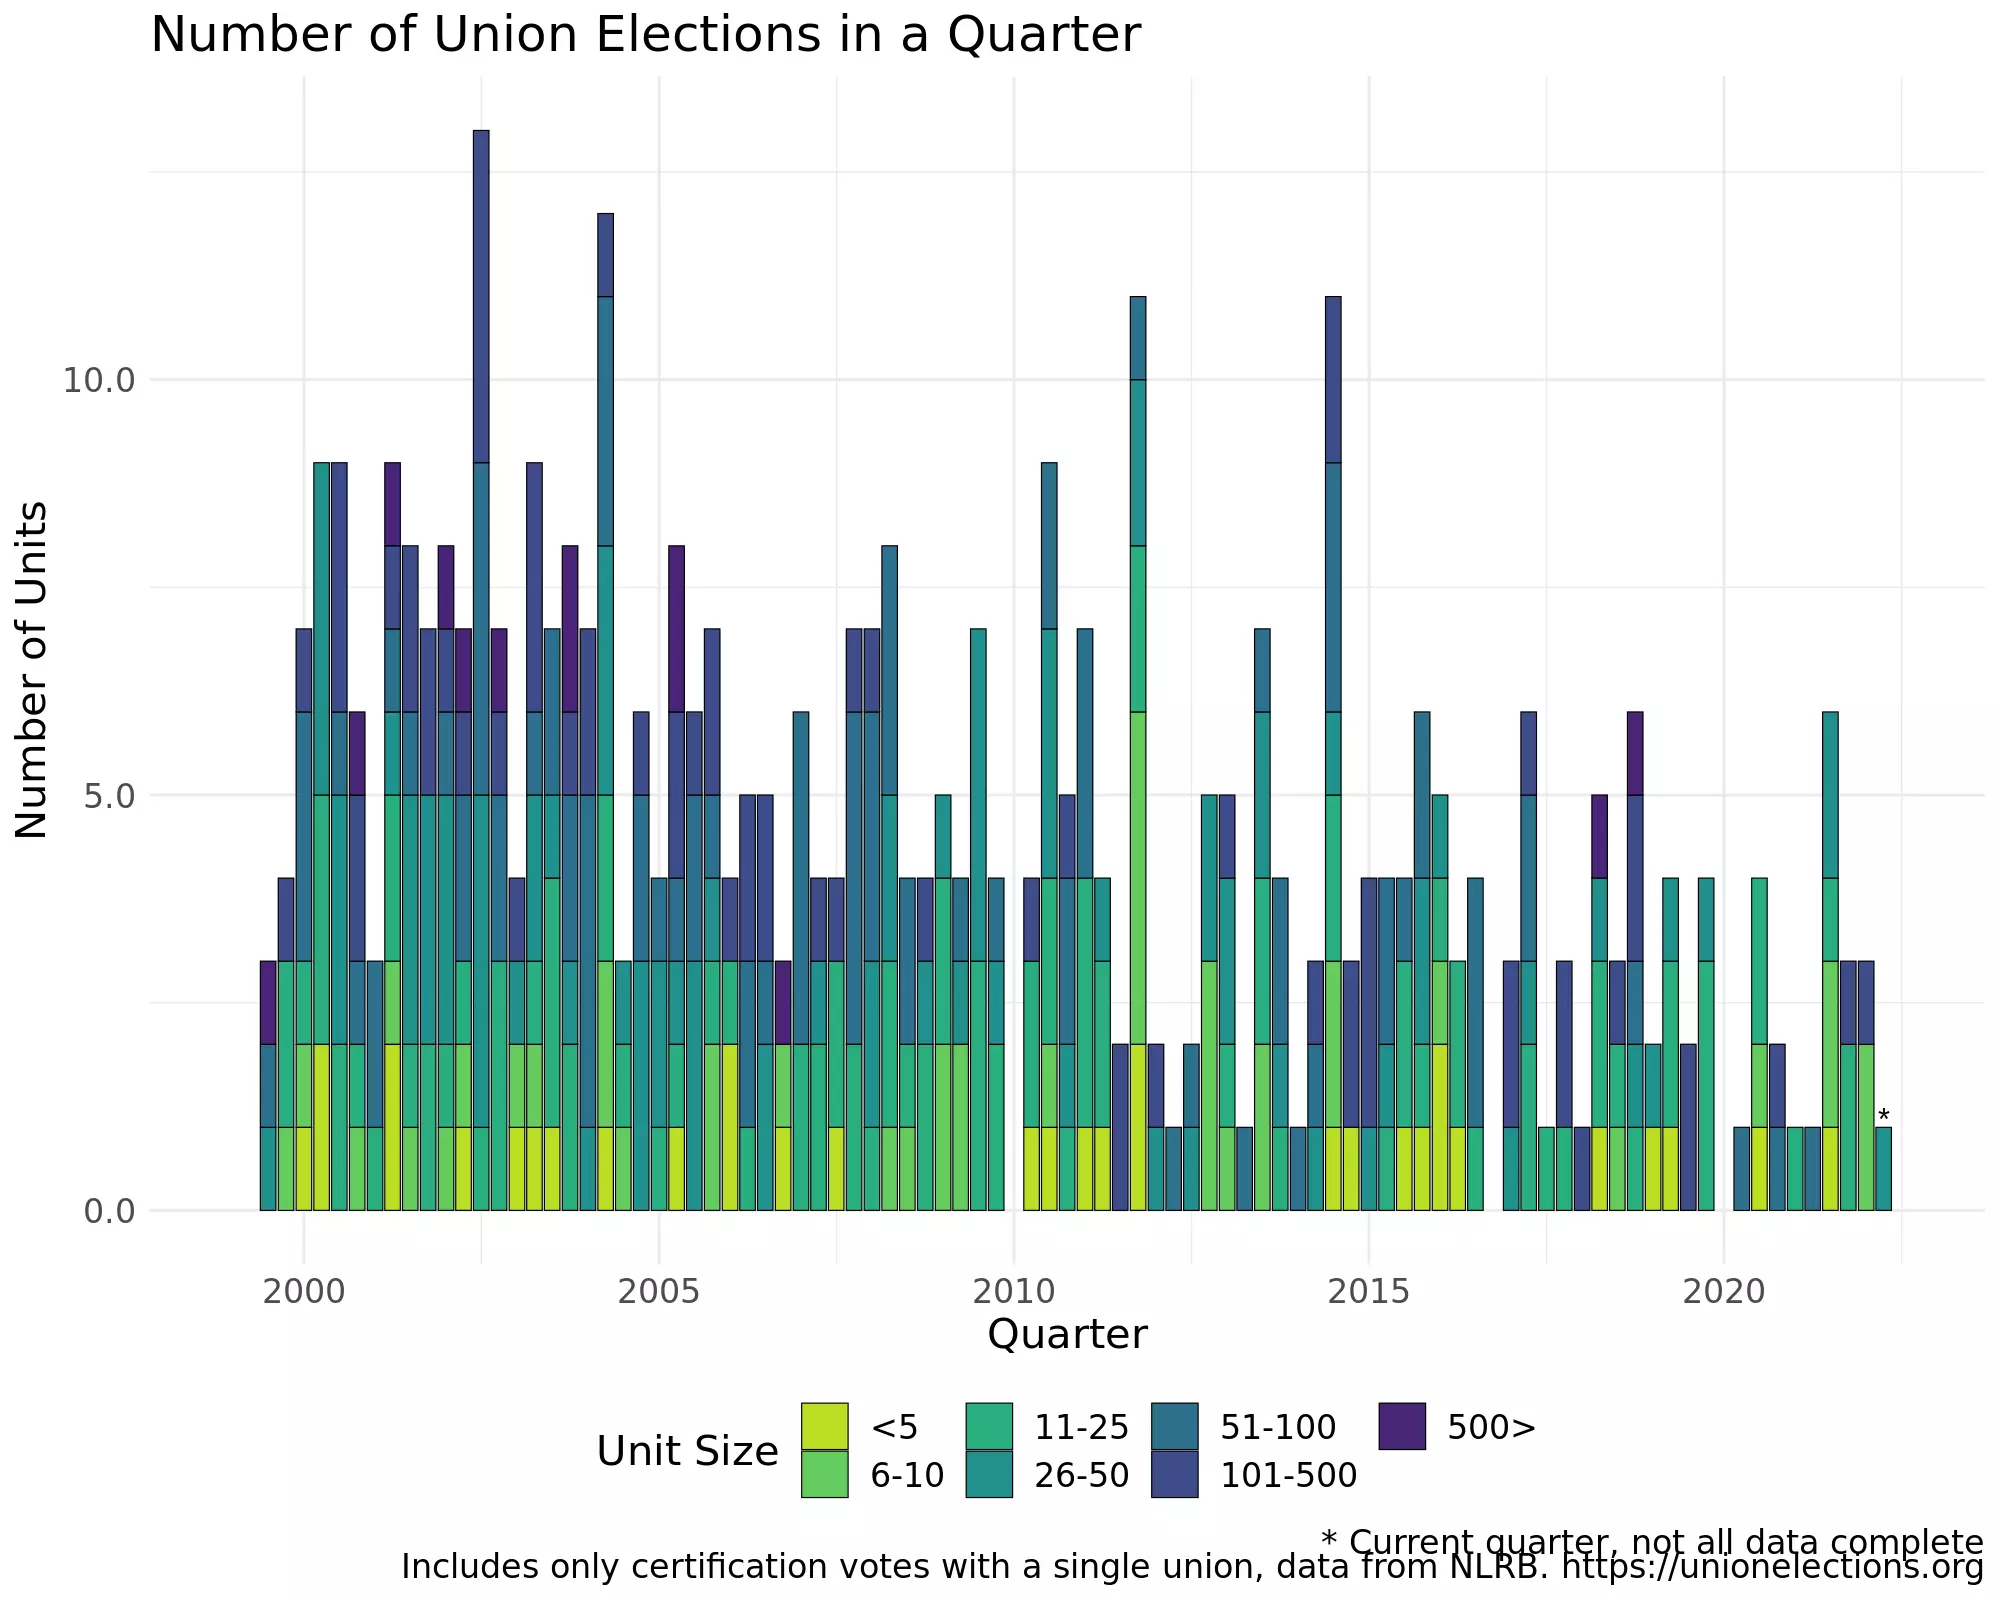 Number of Union Elections in a Quarter
Number of Units
10.0
5.0
0.0
*
2000 2005 2010 2015 2020
Quarter
Unit Size
<5 11-25 51-100 500>
6-10 26-50 101-500
* Current quarter, not all data complete
Includes only certification votes with a single union, data from NLRB. https://unionelections.org